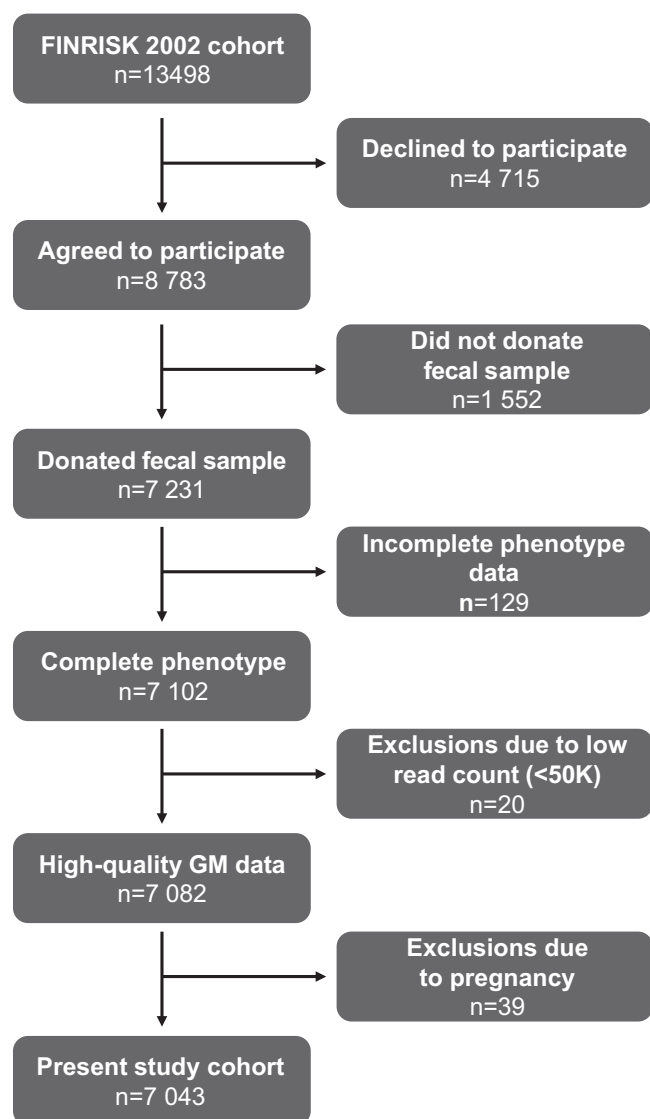 FINRISK 2002 cohort
n=13498
Declined to participate
n=4 715
Agreed to participate
n=8 783
Did not donate
fecal sample
n=1 552
Donated fecal sample
n=7 231
Incomplete phenotype
data
n=129
Complete phenotype
n=7 102
Exclusions due to low
read count (<50K)
n=20
High-quality GM data
n=7 082
Exclusions due
to pregnancy
n=39
Present study cohort
n=7 043